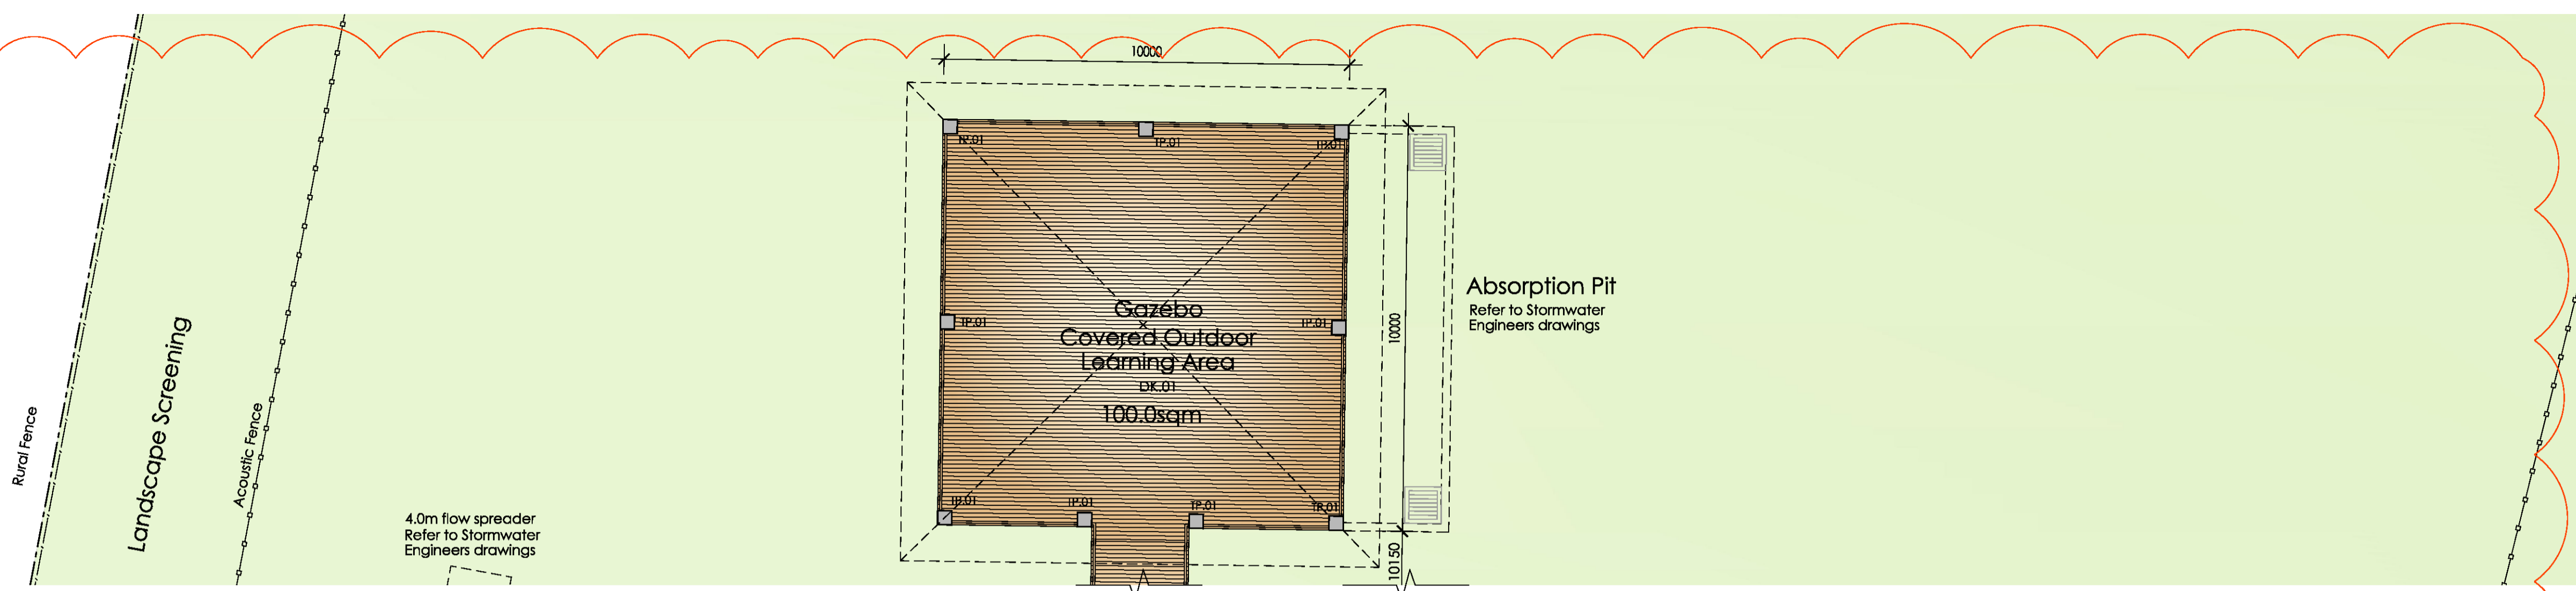 10000
TP.01
TP.01
TP.01
Absorption Pit
Refer to Stormwater
Engineers drawings
10000
Gazebo
Covered Outdoor
Learning Area
DK.01
100.0sqm
TP.01
TP.01
Rural Fence
Landscape Screening
Acoustic Fence
TP.01
TP.01
TP.01
TP.01
4.0m flow spreader
Refer to Stormwater
Engineers drawings
10150